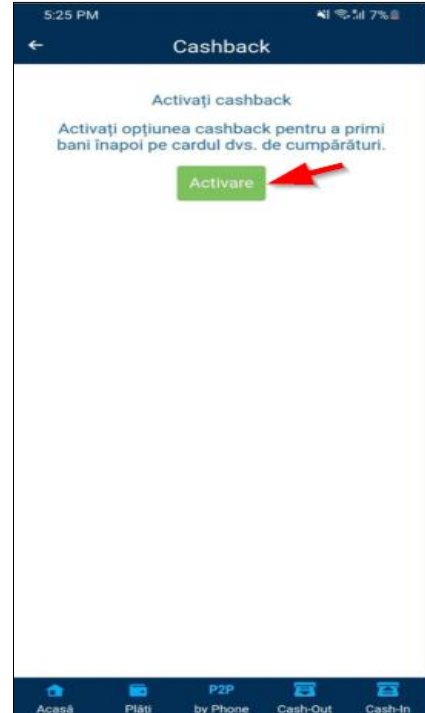 5:25 PM 7%
Cashback
Activați cashback
Activați opțiunea cashback pentru a primi
bani înapoi pe cardul dvs. de cumpărături.
Activare
P2P
Acasă Plăti by Phone Cash-Out Cash-In